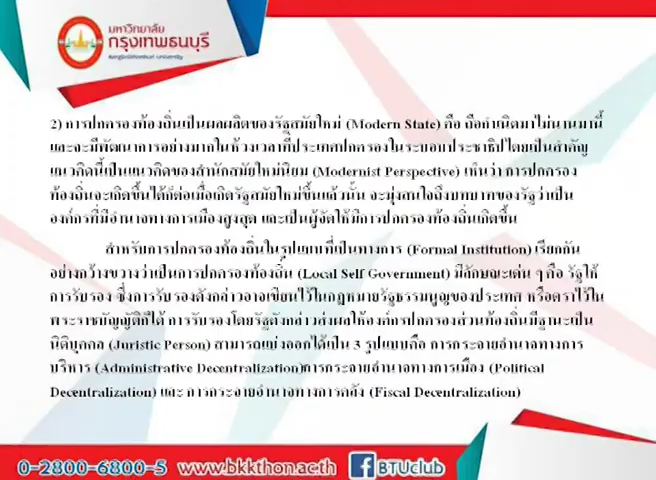 มหาวิทยาลัย
กรุงเทพธนบุรี
2) การปกครองท้องถิ่นเป็นผลผลิตของรัฐสมัยใหม่ (Modern State) คือ ถือกำเนิดมาไม่นานมานี้
และจะมีพัฒนาการอย่างมากในห้วงเวลาที่ประเทศปกครองในระบอบประชาธิปไตยเป็นสำคัญ
แนวคิดนี้เป็นแนวคิดของสำนักสมัยใหม่นิยม (Modernist Perspective) เห็นว่า การปกครอง
ท้องถิ่นจะเกิดขึ้นได้ก็ต่อเมื่อเกิดรัฐสมัยใหม่ขึ้นแล้วนั้น จะมุ่งสนใจถึงบทบาทของรัฐว่าเป็น
องค์กรที่มีอำนาจทางการเมืองสูงสุด และเป็นผู้จัดให้มีการปกครองท้องถิ่นเกิดขึ้น
สำหรับการปกครองท้องถิ่นในรูปแบบที่เป็นทางการ (Formal Institution) เรียกกัน
อย่างกว้างขวางว่าเป็นการปกครองท้องถิ่น (Local Self Government) มีลักษณะเด่น ๆ คือ รัฐให้
การรับรอง ซึ่งการรับรองดังกล่าวอาจเขียนไว้ในกฎหมายรัฐธรรมนูญของประเทศ หรือตราไว้ใน
พระราชบัญญัติก็ได้ การรับรองโดยรัฐดังกล่าวส่งผลให้องค์กรปกครองส่วนท้องถิ่นมีฐานะเป็น
นิติบุคคล (Juristic Person) สามารถแบ่งออกได้เป็น 3 รูปแบบคือ การกระจายอำนาจทางการ
บริหาร (Administrative Decentralization)การกระจายอำนาจทางการเมือง (Political
Decentralization) และ การกระจายอำนาจทางการคลัง (Fiscal Decentralization)
0-2800-6800-5 www.bkkthon.ac.th BTUclub